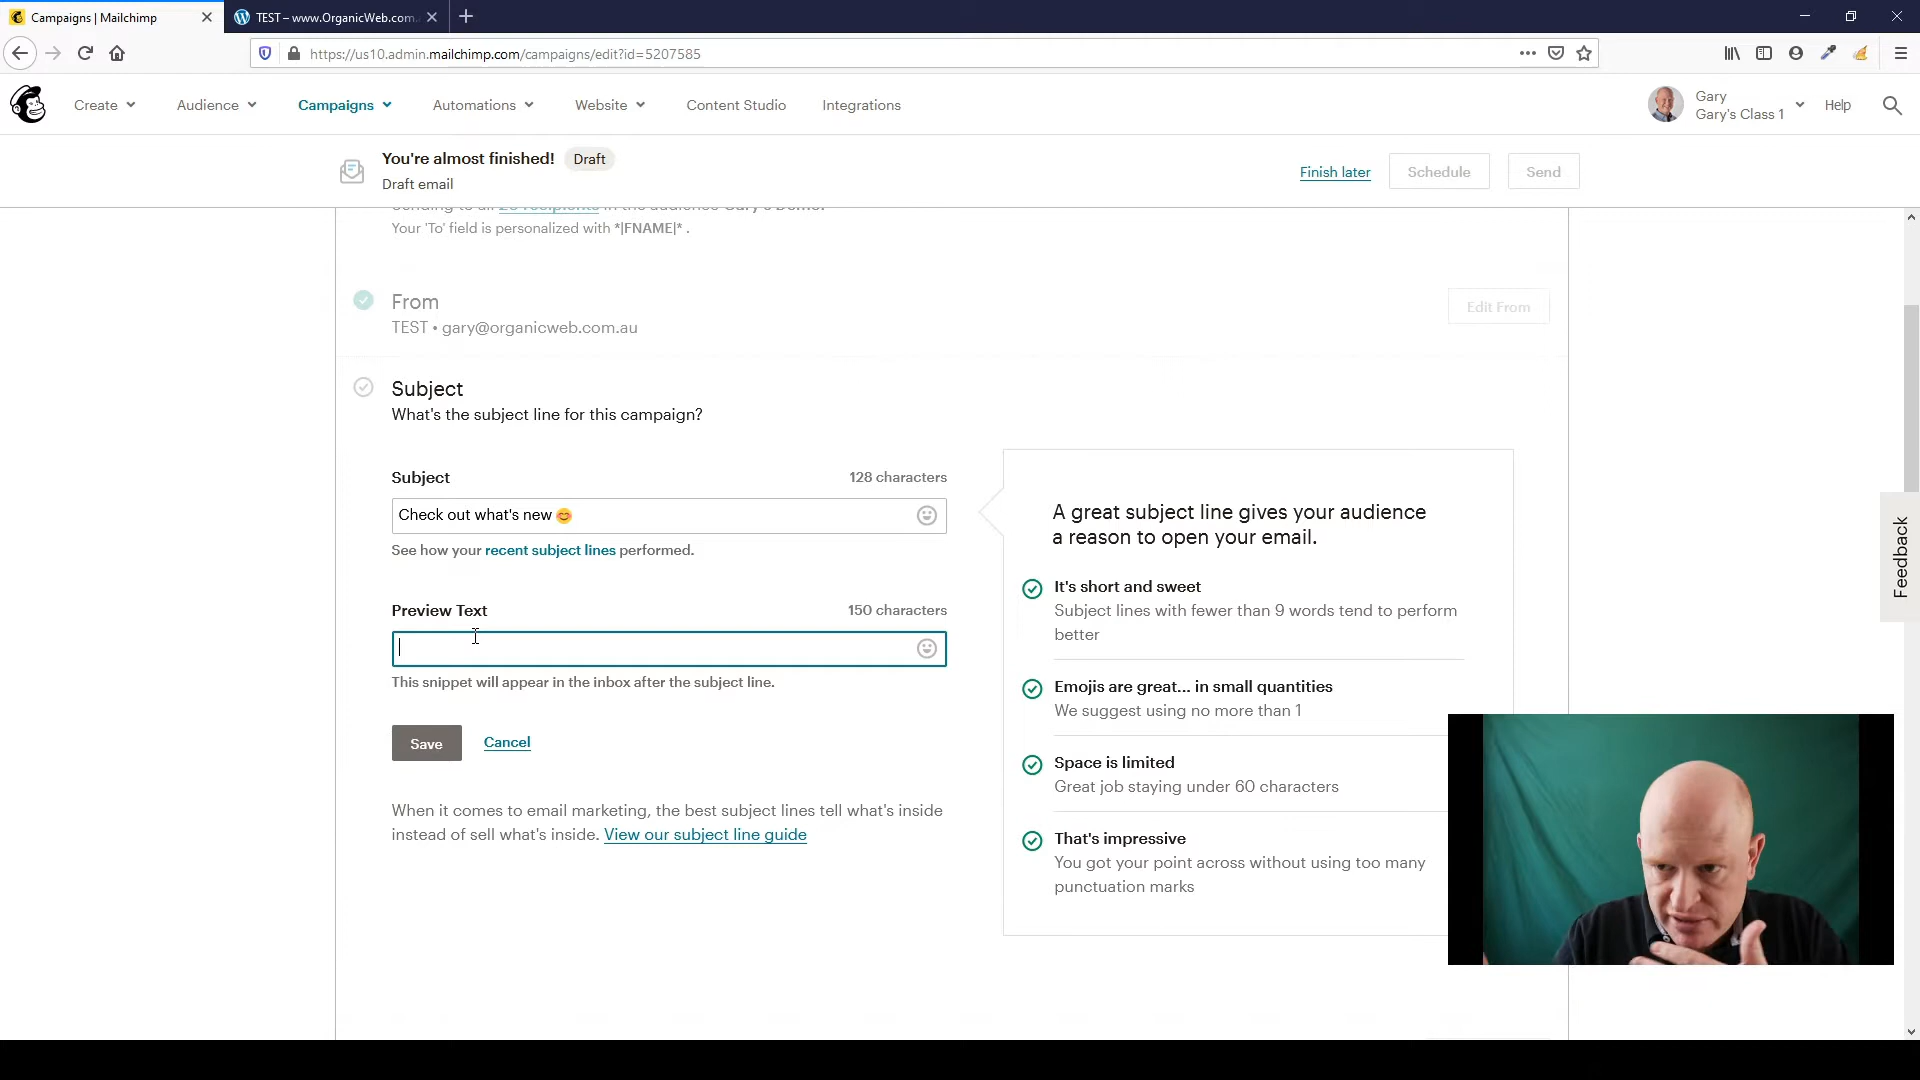 Campaigns | Mailchimp
TEST – www.OrganicWeb.com.
https://us10.admin.mailchimp.com/campaigns/edit?id=5207585
Create
Audience
Campaigns
Automations
Website
Content Studio
Integrations
Gary
Gary's Class 1
Help
You're almost finished!
Draft
Draft email
Finish later
Schedule
Send
Your 'To' field is personalized with *|FNAME|* .
From
TEST • gary@organicweb.com.au
Edit From
Subject
What's the subject line for this campaign?
Subject
128 characters
Check out what's new 😊
See how your recent subject lines performed.
Preview Text
150 characters
This snippet will appear in the inbox after the subject line.
Save
Cancel
When it comes to email marketing, the best subject lines tell what's inside
instead of sell what's inside. View our subject line guide
A great subject line gives your audience
a reason to open your email.
It's short and sweet
Subject lines with fewer than 9 words tend to perform
better
Emojis are great... in small quantities
We suggest using no more than 1
Space is limited
Great job staying under 60 characters
That's impressive
You got your point across without using too many
punctuation marks
Feedback